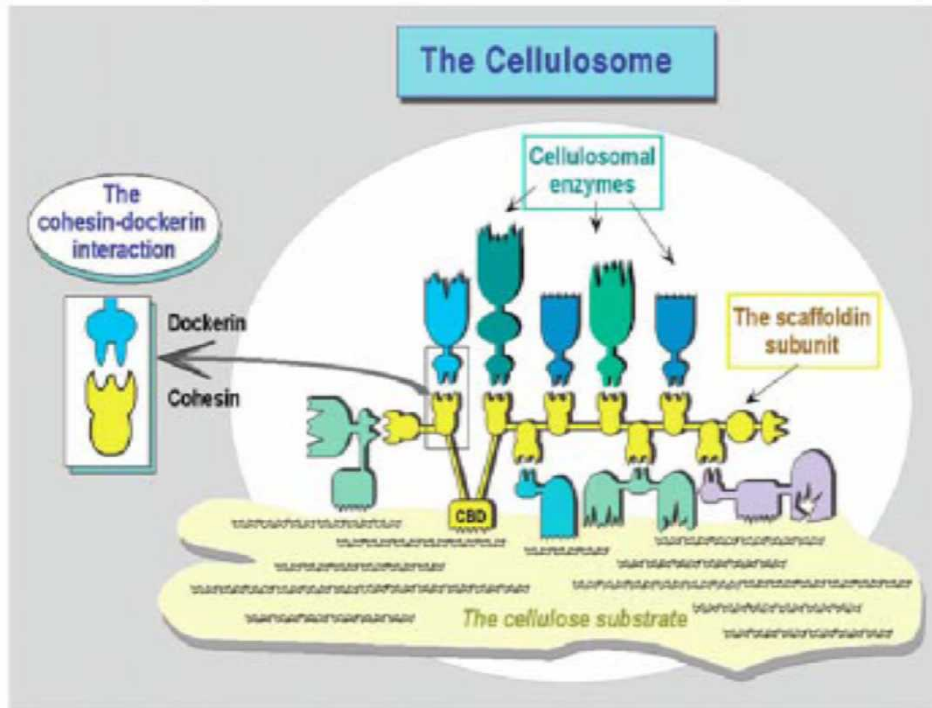 The Cellulosome
Cellulosomal
enzymes
The
cohesin-dockerin
interaction
Dockerin
Cohesin
The scaffoldin
subunit
CBD
The cellulose substrate